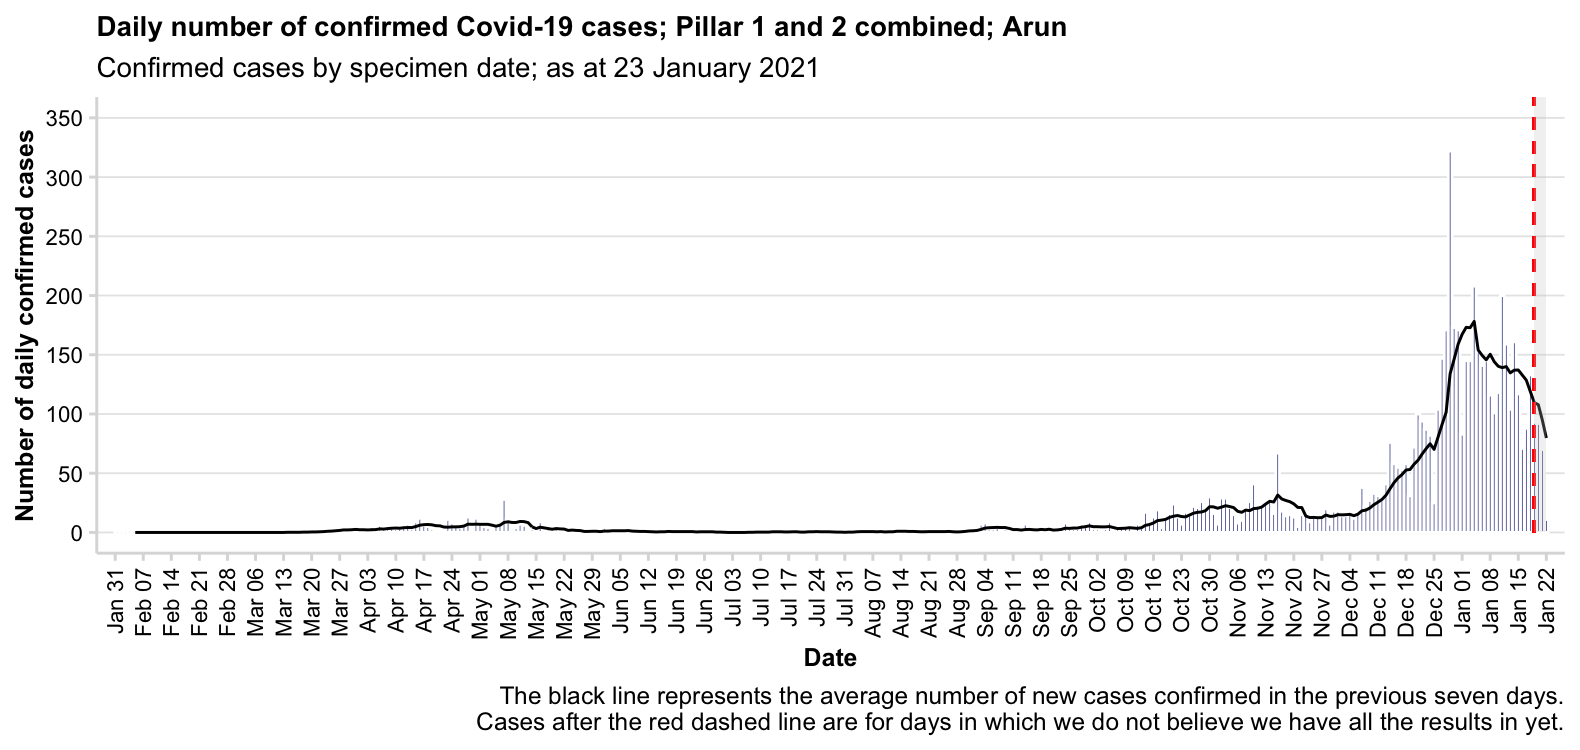 Daily number of confirmed Covid-19 cases; Pillar 1 and 2 combined; Arun
Confirmed cases by specimen date; as at 23 January 2021
Number of daily confirmed cases
350
300
250
200
150
100
50
0
Jan 31
Feb 07
Feb 14
Feb 21
Feb 28
Mar 06
Mar 13
Mar 20
Mar 27
Apr 03
Apr 10
Apr 17
Apr 24
May 01
May 08
May 15
May 22
May 29
Jun 05
Jun 12
Jun 19
Jun 26
Jul 03
Jul 10
Jul 17
Jul 24
Jul 31
Aug 07
Aug 14
Aug 21
Aug 28
Sep 04
Sep 11
Sep 18
Sep 25
Oct 02
Oct 09
Oct 16
Oct 23
Oct 30
Nov 06
Nov 13
Nov 20
Nov 27
Dec 04
Dec 11
Dec 18
Dec 25
Jan 01
Jan 08
Jan 15
Jan 22
Date
The black line represents the average number of new cases confirmed in the previous seven days.
Cases after the red dashed line are for days in which we do not believe we have all the results in yet.